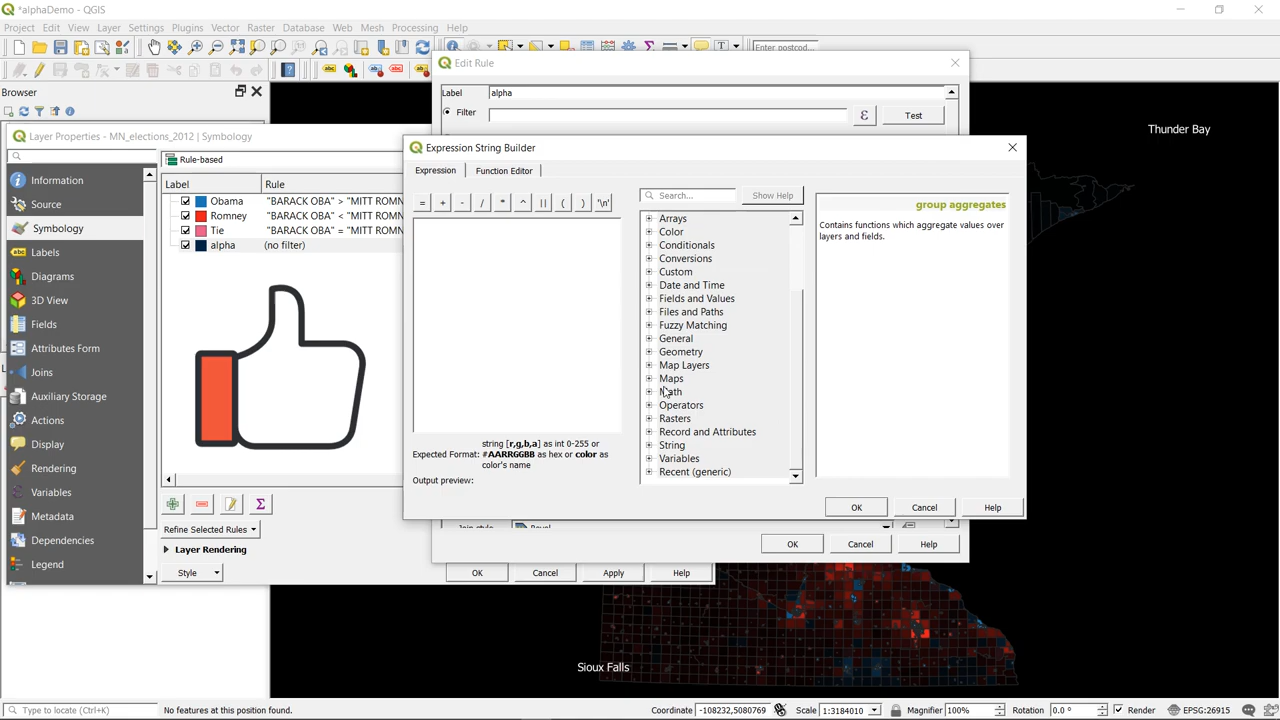 *alphaDemo - QGIS
Project Edit View Layer Settings Plugins Vector Raster Database Web Mesh Processing Help
Enter postcod...
Browser
Thunder Bay
Edit Rule
Label alpha
Filter ε Test
Layer Properties - MN_elections_2012 | Symbology
Information
Source
Symbology
Labels
Diagrams
3D View
Fields
Attributes Form
Joins
Auxiliary Storage
Actions
Display
Rendering
Variables
Metadata
Dependencies
Legend
Rule-based
Label Rule
Obama "BARACK OBA" > "MITT ROMN
Romney "BARACK OBA" < "MITT ROMN
Tie "BARACK OBA" = "MITT ROMN
alpha (no filter)
Refine Selected Rules
Layer Rendering
Style
OK Cancel Apply Help
Expression String Builder
Expression Function Editor
= + - / * ^ || ( ) '\n'
Search... Show Help
Arrays
Color
Conditionals
Conversions
Custom
Date and Time
Fields and Values
Files and Paths
Fuzzy Matching
General
Geometry
Map Layers
Maps
Math
Operators
Rasters
Record and Attributes
String
Variables
Recent (generic)
group aggregates
Contains functions which aggregate values over
layers and fields.
Expected Format:
string [r,g,b,a] as int 0-255 or
#AARRGGBB as hex or color as
color's name
Output preview:
OK Cancel Help
OK Cancel Help
Sioux Falls
Type to locate (Ctrl+K) No features at this position found. Coordinate -108232,5080769 Scale 1:3184010 Magnifier 100% Rotation 0.0 ° Render EPSG:26915